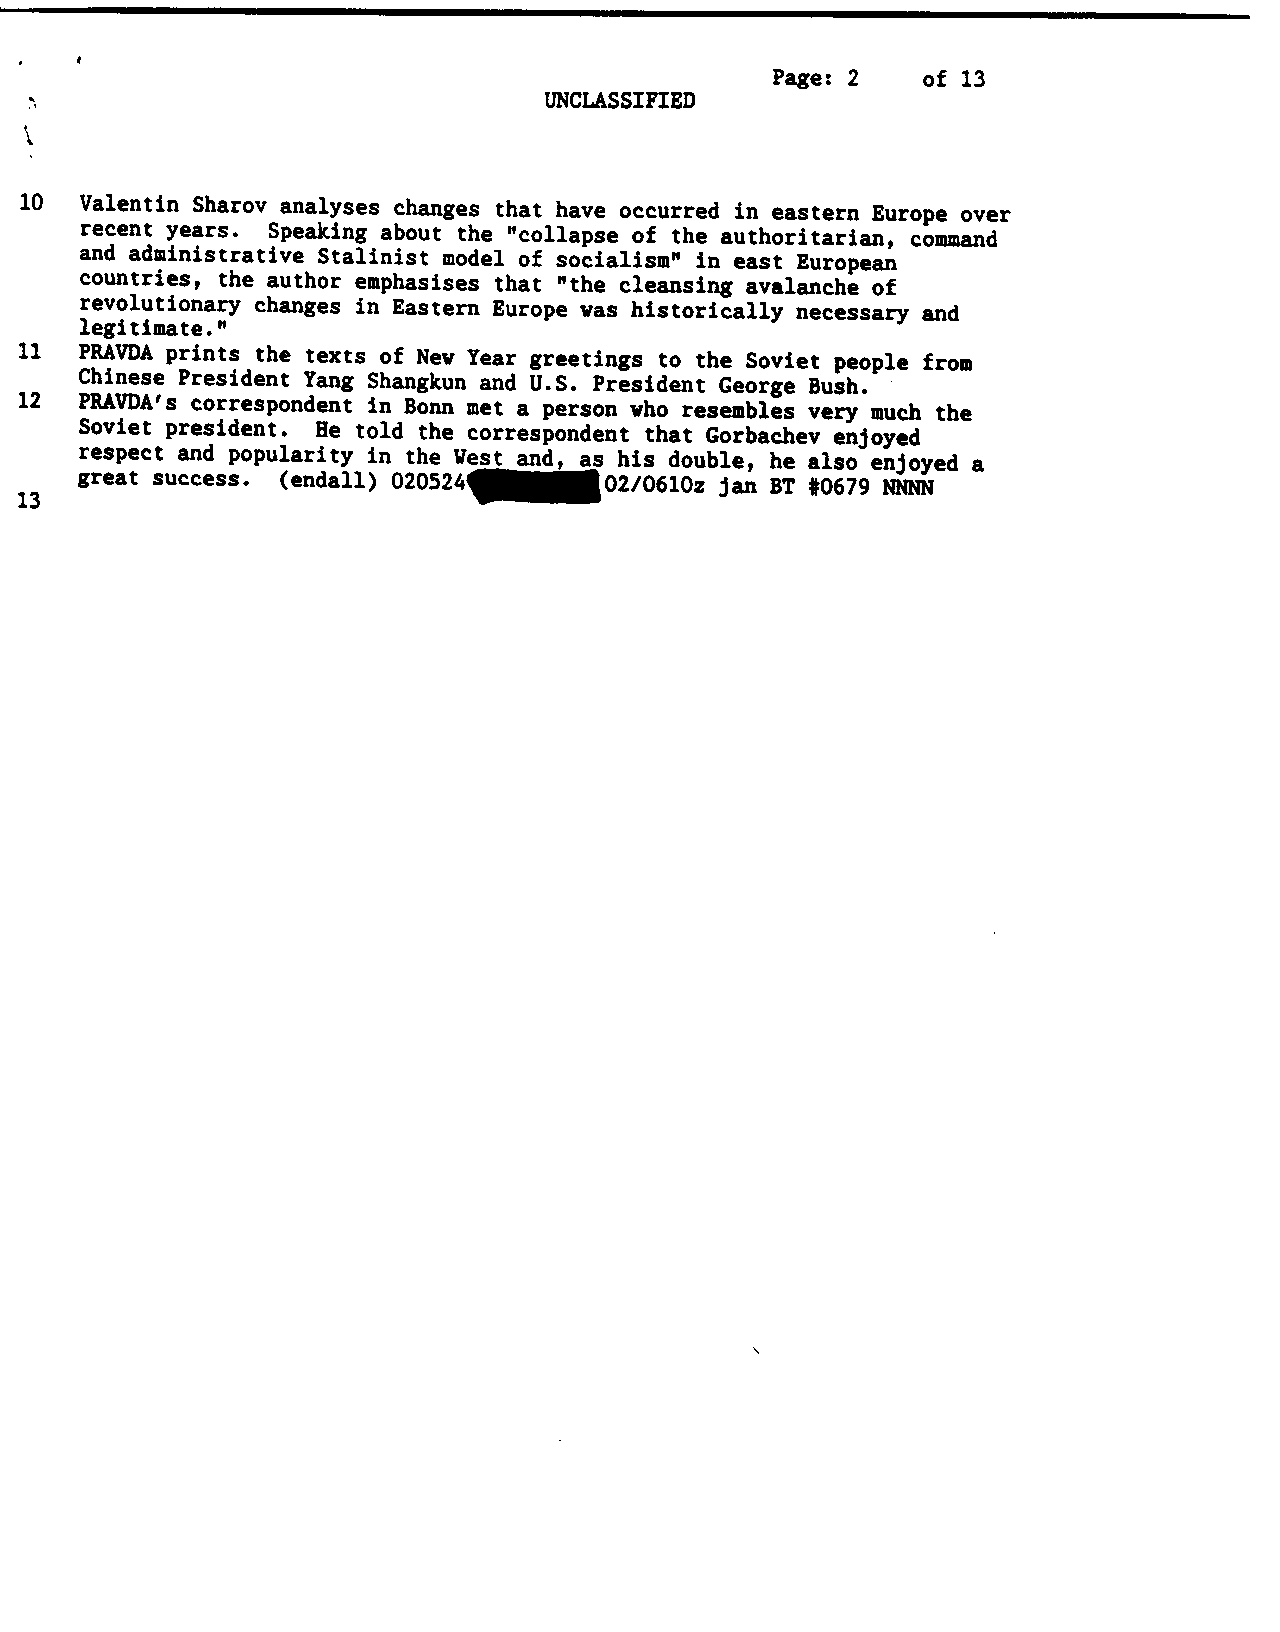 Page: 2 of 13
UNCLASSIFIED
10 Valentin Sharov analyses changes that have occurred in eastern Europe over
recent years. Speaking about the "collapse of the authoritarian, command
and administrative Stalinist model of socialism" in east European
countries, the author emphasises that "the cleansing avalanche of
revolutionary changes in Eastern Europe was historically necessary and
legitimate."
11 PRAVDA prints the texts of New Year greetings to the Soviet people from
Chinese President Yang Shangkun and U.S. President George Bush.
12 PRAVDA's correspondent in Bonn met a person who resembles very much the
Soviet president. He told the correspondent that Gorbachev enjoyed
respect and popularity in the West and, as his double, he also enjoyed a
great success. (endall) 020524 02/0610z jan BT #0679 NNNN
13